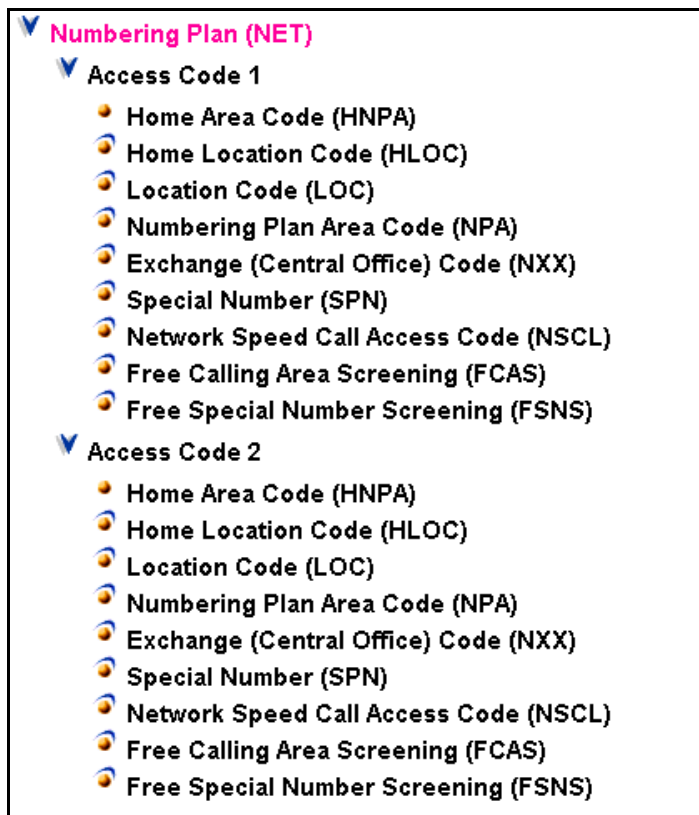 Numbering Plan (NET)
Access Code 1
Home Area Code (HNPA)
Home Location Code (HLOC)
Location Code (LOC)
Numbering Plan Area Code (NPA)
Exchange (Central Office) Code (NXX)
Special Number (SPN)
Network Speed Call Access Code (NSCL)
Free Calling Area Screening (FCAS)
Free Special Number Screening (FSNS)
Access Code 2
Home Area Code (HNPA)
Home Location Code (HLOC)
Location Code (LOC)
Numbering Plan Area Code (NPA)
Exchange (Central Office) Code (NXX)
Special Number (SPN)
Network Speed Call Access Code (NSCL)
Free Calling Area Screening (FCAS)
Free Special Number Screening (FSNS)